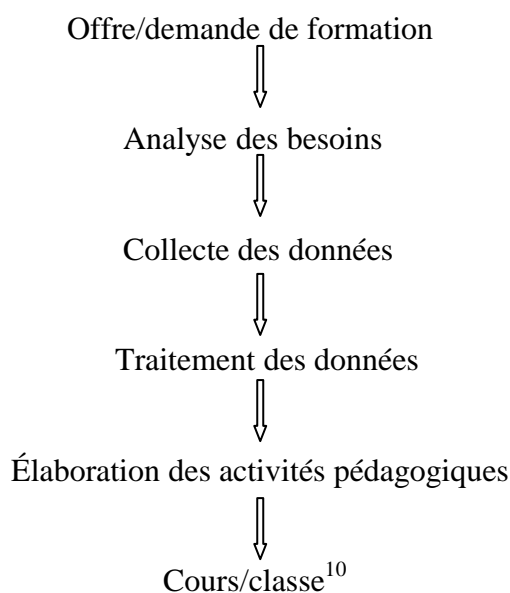 Offre/demande de formation
Analyse des besoins
Collecte des données
Traitement des données
Élaboration des activités pédagogiques
Cours/classe¹⁰